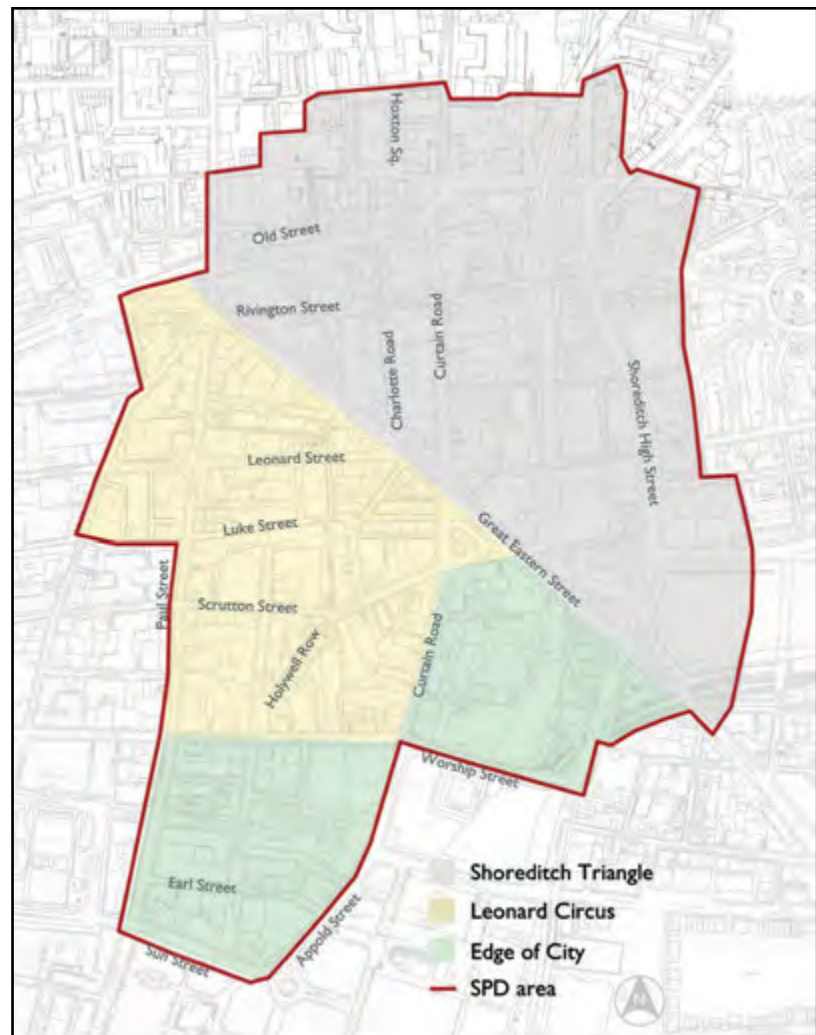 Hoxton Sq.
Old Street
Rivington Street
Charlotte Road
Curtain Road
Shoreditch High Street
Leonard Street
Luke Street
Great Eastern Street
Paul Street
Scrutton Street
Holywell Row
Curtain Road
Worship Street
Earl Street
Appold Street
Sun Street
Shoreditch Triangle
Leonard Circus
Edge of City
SPD area
N